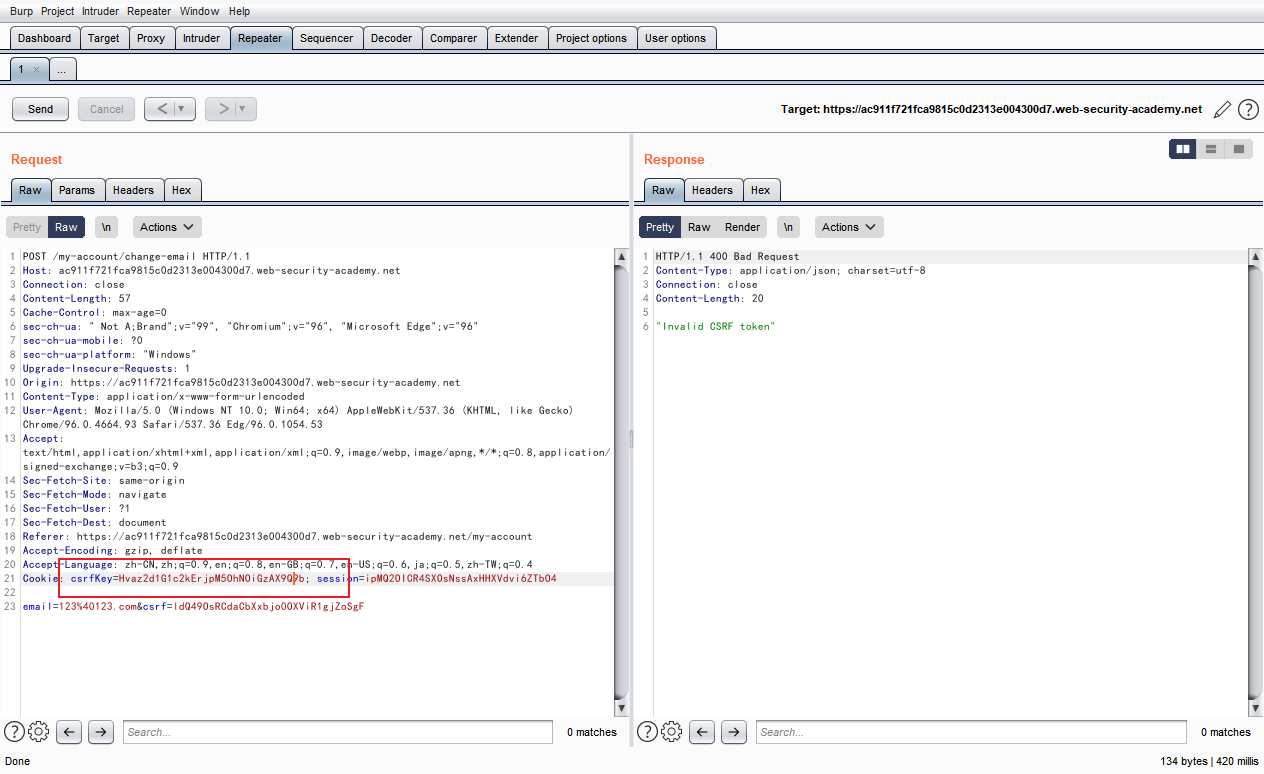 Burp Project Intruder Repeater Window Help
Dashboard Target Proxy Intruder Repeater Sequencer Decoder Comparer Extender Project options User options
1 × ...
Send Cancel < ▼ > ▼ Target: https://ac911f721fca9815c0d2313e004300d7.web-security-academy.net ?
Request
Raw Params Headers Hex
Pretty Raw \n Actions
1 POST /my-account/change-email HTTP/1.1
2 Host: ac911f721fca9815c0d2313e004300d7.web-security-academy.net
3 Connection: close
4 Content-Length: 57
5 Cache-Control: max-age=0
6 sec-ch-ua: " Not A;Brand";v="99", "Chromium";v="96", "Microsoft Edge";v="96"
7 sec-ch-ua-mobile: ?0
8 sec-ch-ua-platform: "Windows"
9 Upgrade-Insecure-Requests: 1
10 Origin: https://ac911f721fca9815c0d2313e004300d7.web-security-academy.net
11 Content-Type: application/x-www-form-urlencoded
12 User-Agent: Mozilla/5.0 (Windows NT 10.0; Win64; x64) AppleWebKit/537.36 (KHTML, like Gecko)
Chrome/96.0.4664.93 Safari/537.36 Edg/96.0.1054.53
13 Accept:
text/html,application/xhtml+xml,application/xml;q=0.9,image/webp,image/apng,*/*;q=0.8,application/
signed-exchange;v=b3;q=0.9
14 Sec-Fetch-Site: same-origin
15 Sec-Fetch-Mode: navigate
16 Sec-Fetch-User: ?1
17 Sec-Fetch-Dest: document
18 Referer: https://ac911f721fca9815c0d2313e004300d7.web-security-academy.net/my-account
19 Accept-Encoding: gzip, deflate
20 Accept-Language: zh-CN,zh;q=0.9,en;q=0.8,en-GB;q=0.7,en-US;q=0.6,ja;q=0.5,zh-TW;q=0.4
21 Cookie: csrfKey=Hvaz2d1G1c2kErjpM5OhNOiGzAX9Q9b; session=ipMQ2OICR4SXOsNssAxHHXVdvi6ZTbO4
22
23 email=123%40123.com&csrf=ldQ49OsRCdaCbXxbjoOOXViR1gjZoSgF
? Search... 0 matches
Response
Raw Headers Hex
Pretty Raw Render \n Actions
1 HTTP/1.1 400 Bad Request
2 Content-Type: application/json; charset=utf-8
3 Connection: close
4 Content-Length: 20
5
6 "Invalid CSRF token"
? Search... 0 matches
Done 134 bytes | 420 millis